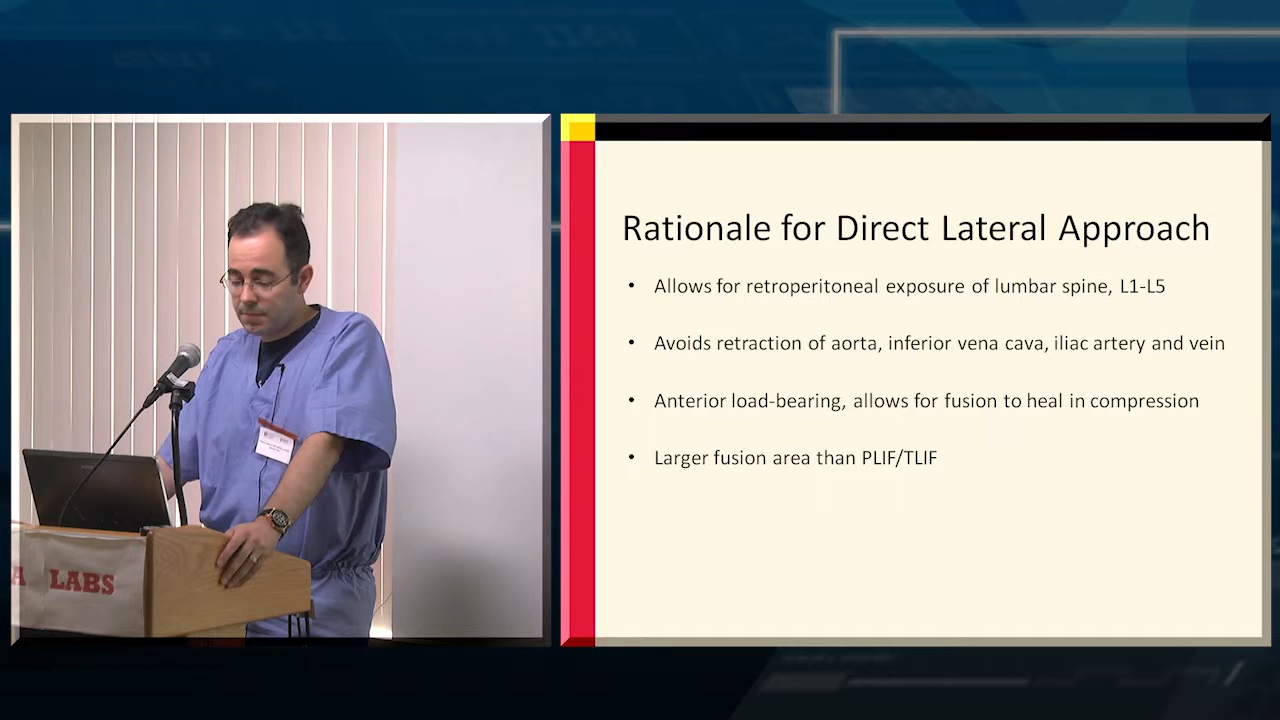 A LABS
Rationale for Direct Lateral Approach
• Allows for retroperitoneal exposure of lumbar spine, L1-L5
• Avoids retraction of aorta, inferior vena cava, iliac artery and vein
• Anterior load-bearing, allows for fusion to heal in compression
• Larger fusion area than PLIF/TLIF